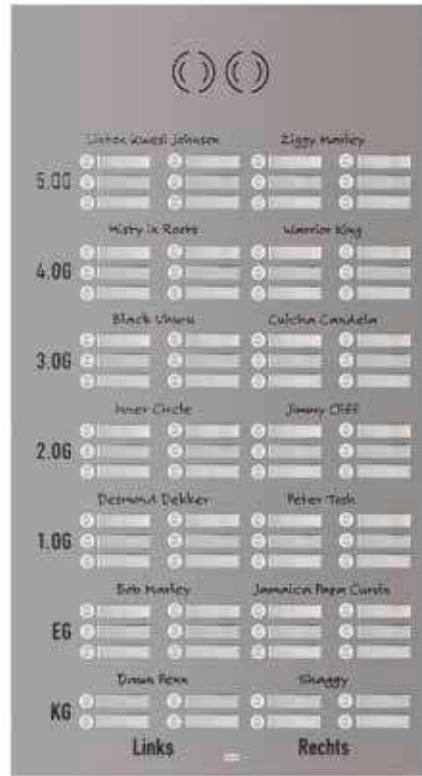 Linton Kwesi Johnson Ziggy Marley
5.OG
Misty in Roots Warrior King
4.OG
Black Uhuru Culcha Candela
3.OG
Inner Circle Jimmy Cliff
2.OG
Desmond Dekker Peter Tosh
1.OG
Bob Marley Jamaica Papa Curvin
EG
Dawn Penn Shaggy
KG
Links Rechts